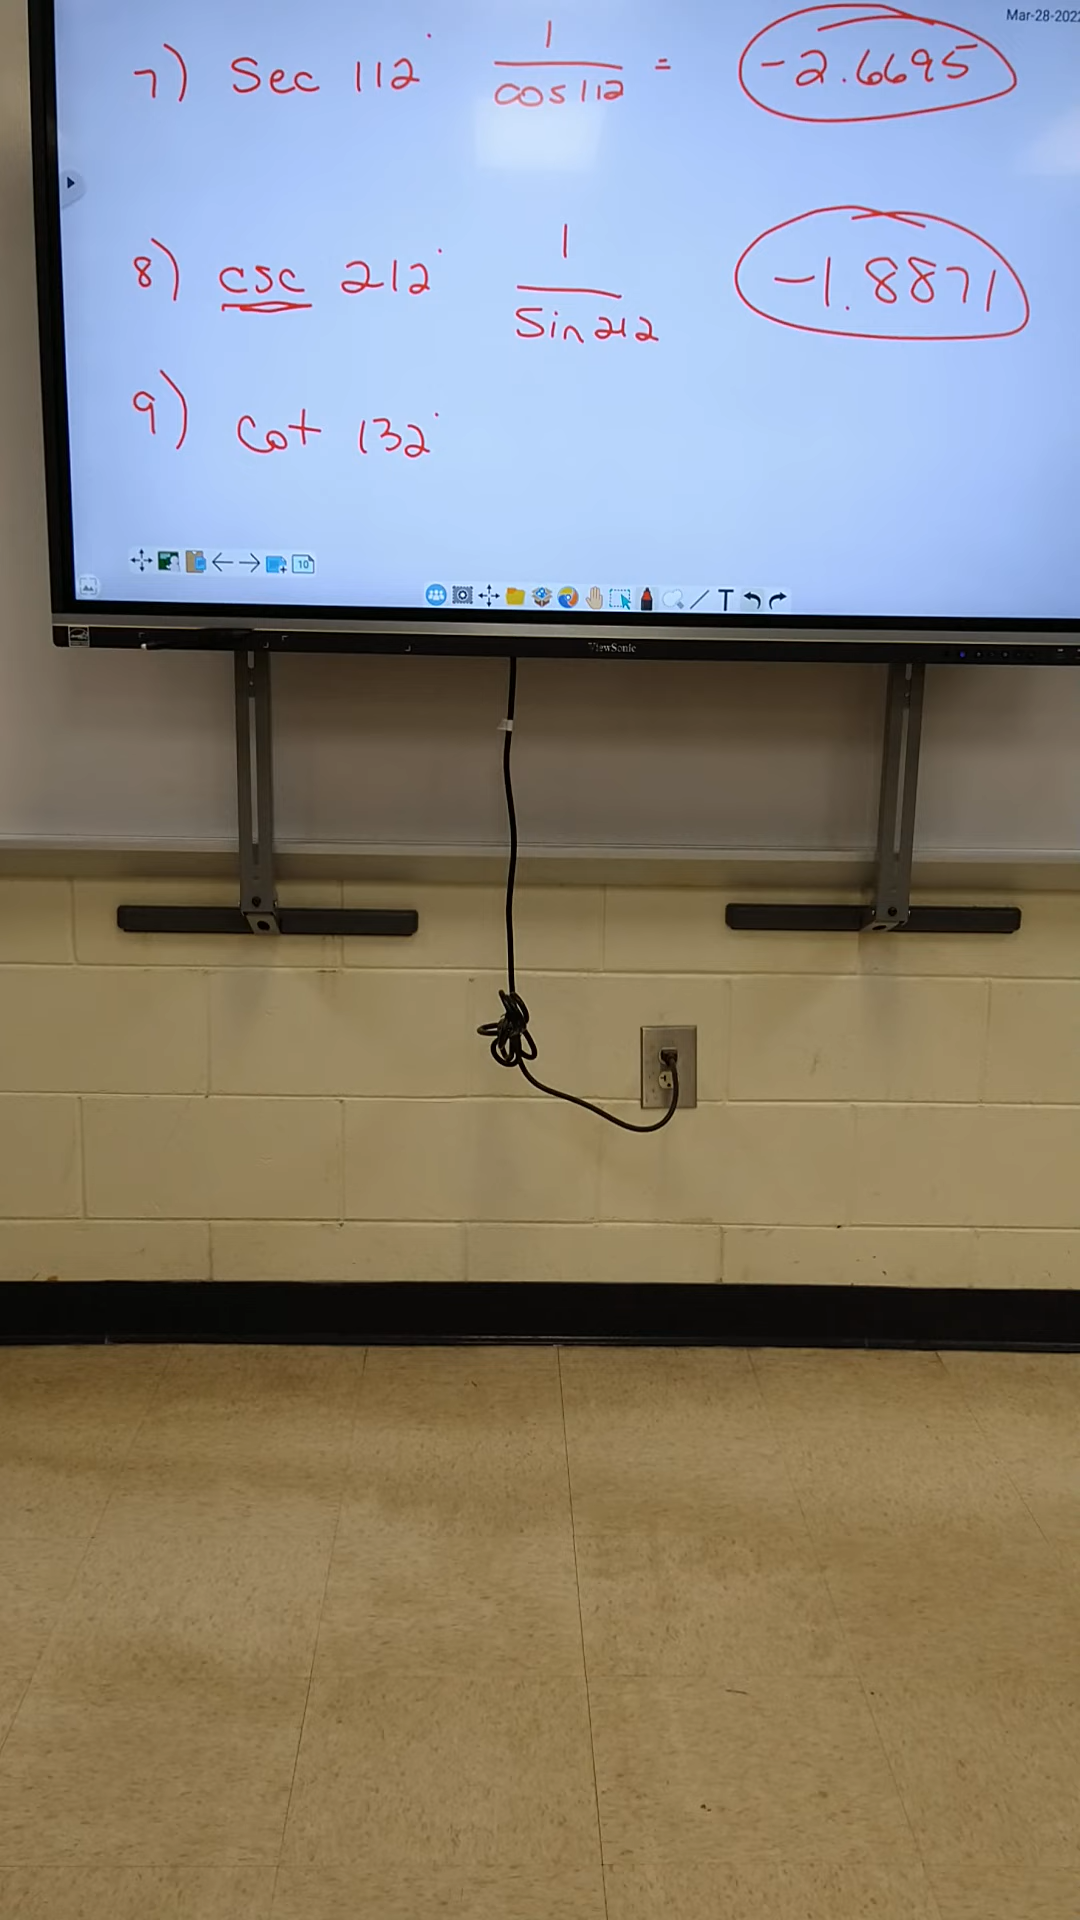 Mar-28-202
7) Sec 112° 1/cos 112 = -2.6695
8) csc 212° 1/Sin 212 -1.8871
9) Cot 132°
10
T
ViewSonic